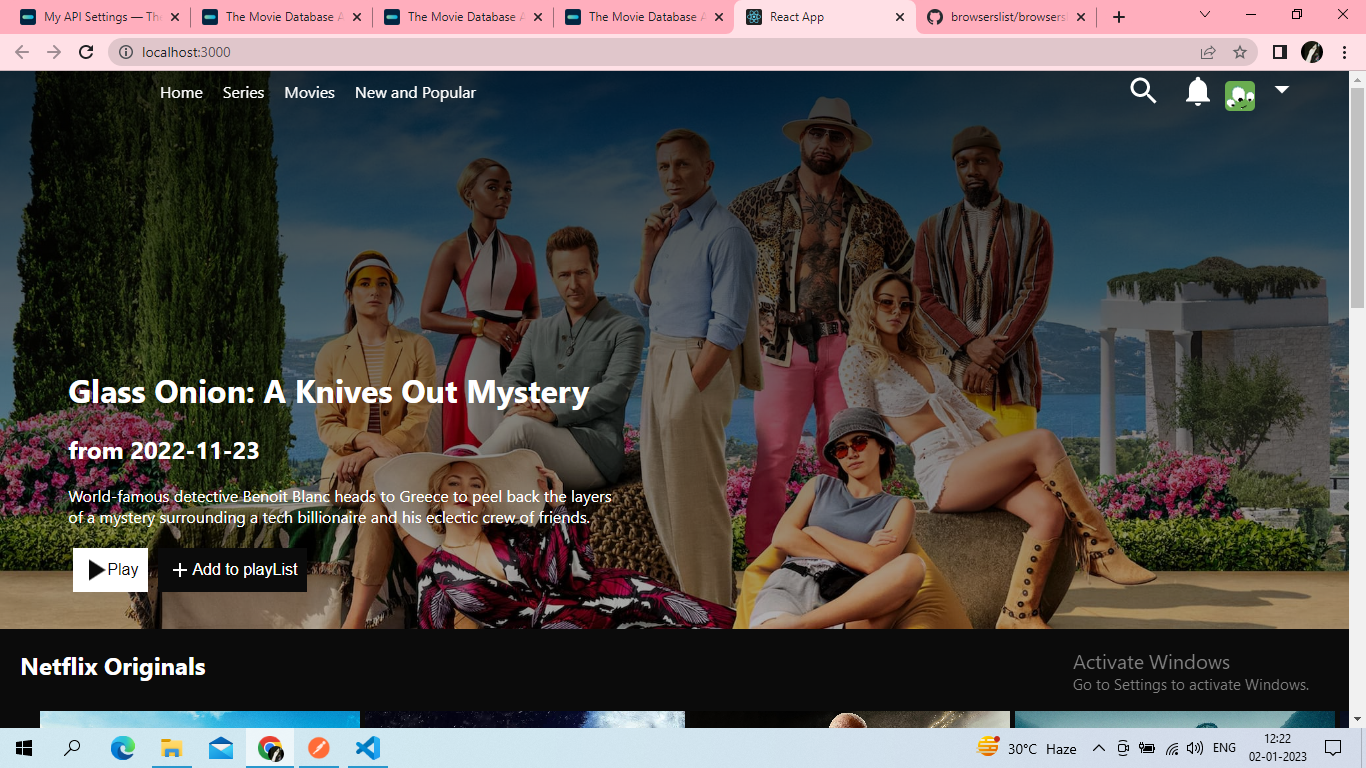 My API Settings — The
The Movie Database A
The Movie Database A
The Movie Database A
React App
browserslist/browsersl
localhost:3000
Home Series Movies New and Popular
Glass Onion: A Knives Out Mystery
from 2022-11-23
World-famous detective Benoit Blanc heads to Greece to peel back the layers
of a mystery surrounding a tech billionaire and his eclectic crew of friends.
Play
Add to playList
Netflix Originals
Activate Windows
Go to Settings to activate Windows.
30°C Haze
ENG
12:22
02-01-2023